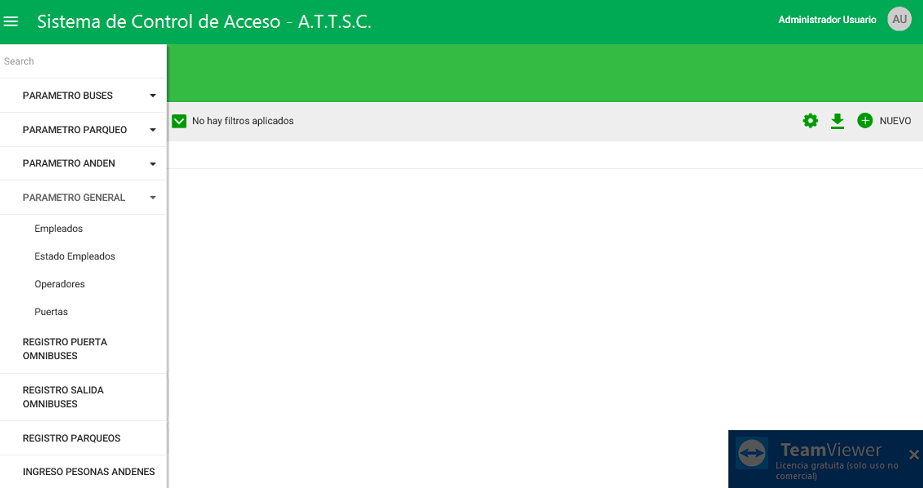 Sistema de Control de Acceso - A.T.T.S.C.
Administrador Usuario
AU
Search
PARAMETRO BUSES
PARAMETRO PARQUEO
PARAMETRO ANDEN
PARAMETRO GENERAL
Empleados
Estado Empleados
Operadores
Puertas
REGISTRO PUERTA
OMNIBUSES
REGISTRO SALIDA
OMNIBUSES
REGISTRO PARQUEOS
INGRESO PESONAS ANDENES
No hay filtros aplicados
NUEVO
TeamViewer
Licencia gratuita (solo uso no
comercial)